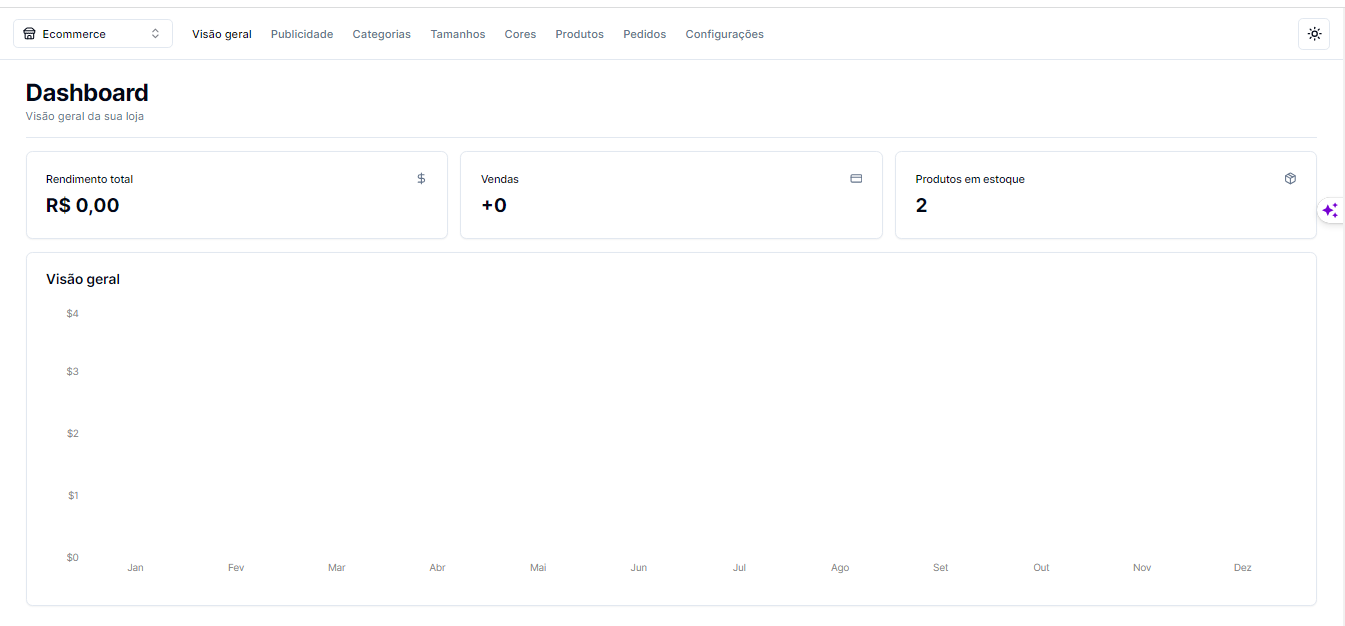 Ecommerce Visão geral Publicidade Categorias Tamanhos Cores Produtos Pedidos Configurações
Dashboard
Visão geral da sua loja
Rendimento total
R$ 0,00
Vendas
+0
Produtos em estoque
2
Visão geral
$4
$3
$2
$1
$0
Jan Fev Mar Abr Mai Jun Jul Ago Set Out Nov Dez